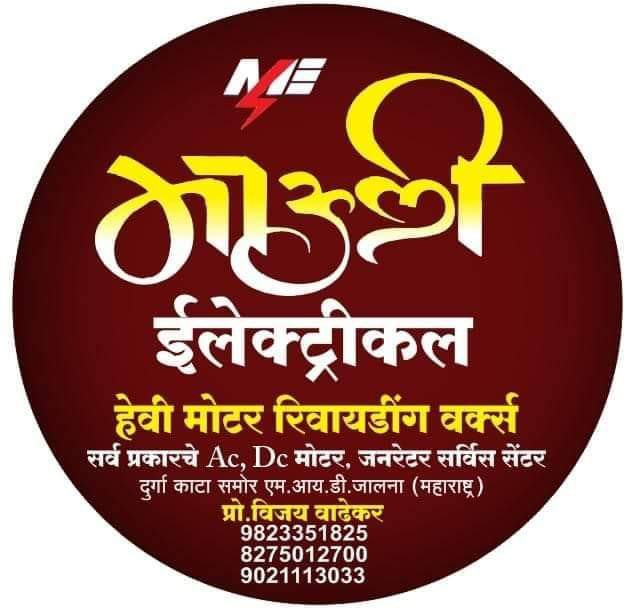 ME
माऊली
ईलेक्ट्रीकल
हेवी मोटर रिवायडींग वर्क्स
सर्व प्रकारचे Ac, Dc मोटर, जनरेटर सर्विस सेंटर
दुर्गा काटा समोर एम.आय.डी.जालना (महाराष्ट्र)
प्रो.विजय वाढेकर
9823351825
8275012700
9021113033